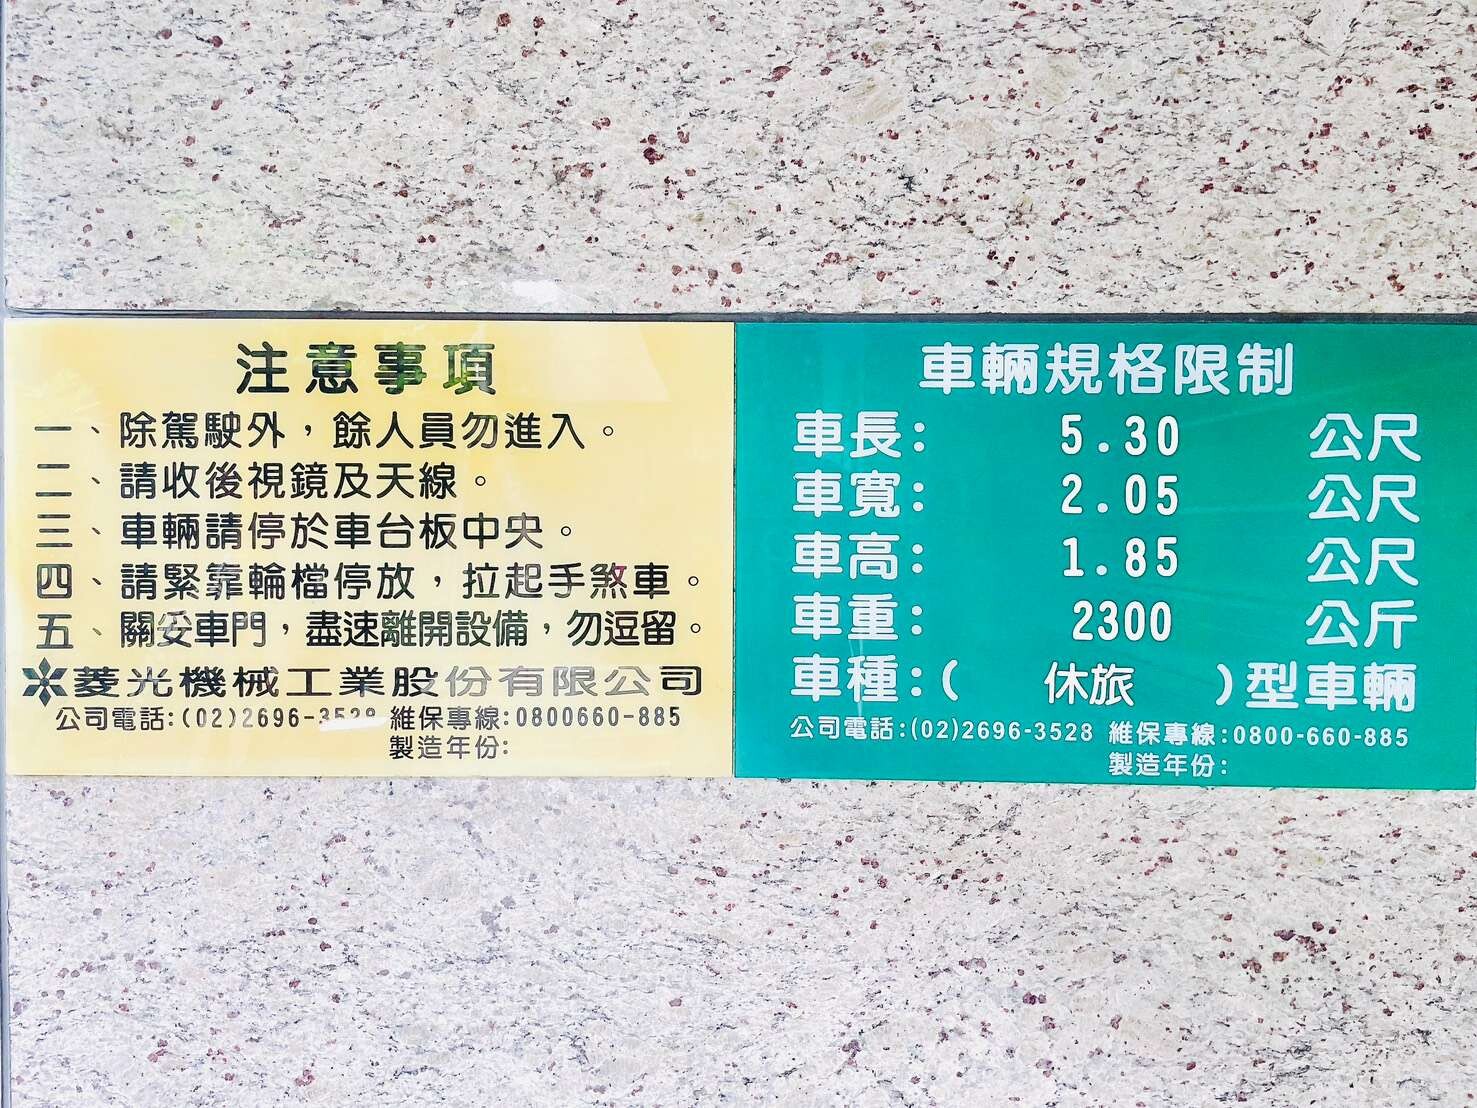 注意事項
一、除駕駛外，餘人員勿進入。
二、請收後視鏡及天線。
三、車輛請停於車台板中央。
四、請緊靠輪檔停放，拉起手煞車。
五、關妥車門，盡速離開設備，勿逗留。
菱光機械工業股份有限公司
公司電話:(02)2696-3528 維保專線:0800660-885
製造年份:
車輛規格限制
車長: 5.30 公尺
車寬: 2.05 公尺
車高: 1.85 公尺
車重: 2300 公斤
車種:( 休旅 )型車輛
公司電話:(02)2696-3528 維保專線:0800-660-885
製造年份: